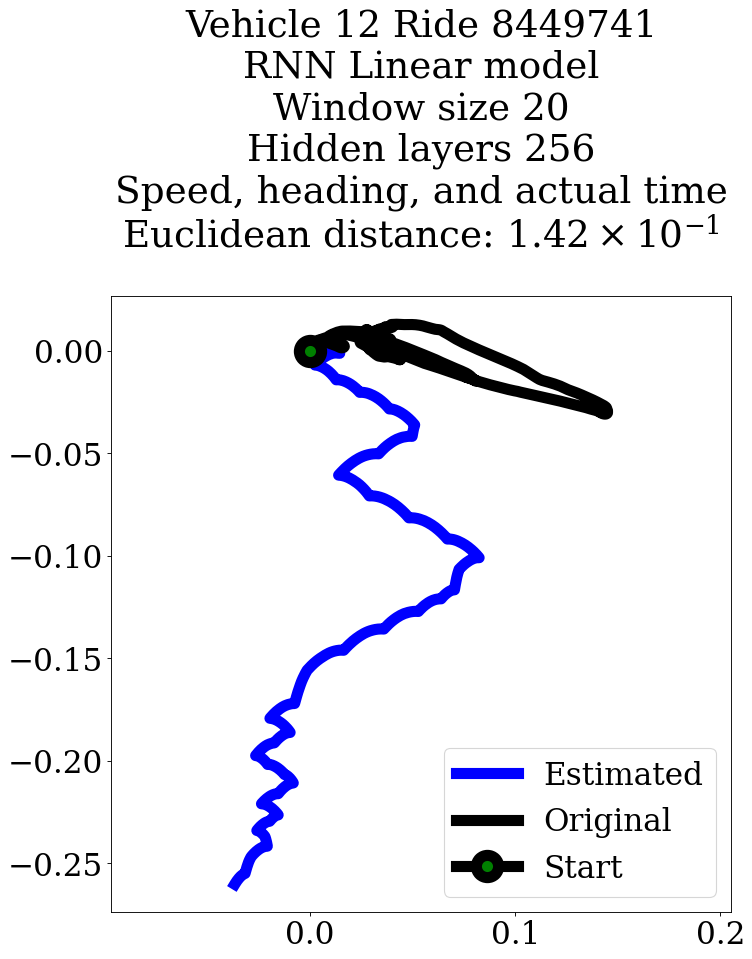 Vehicle 12 Ride 8449741
RNN Linear model
Window size 20
Hidden layers 256
Speed, heading, and actual time
Euclidean distance: 1.42 × 10⁻¹
0.00
−0.05
−0.10
−0.15
−0.20
−0.25
Estimated
Original
Start
0.0 0.1 0.2